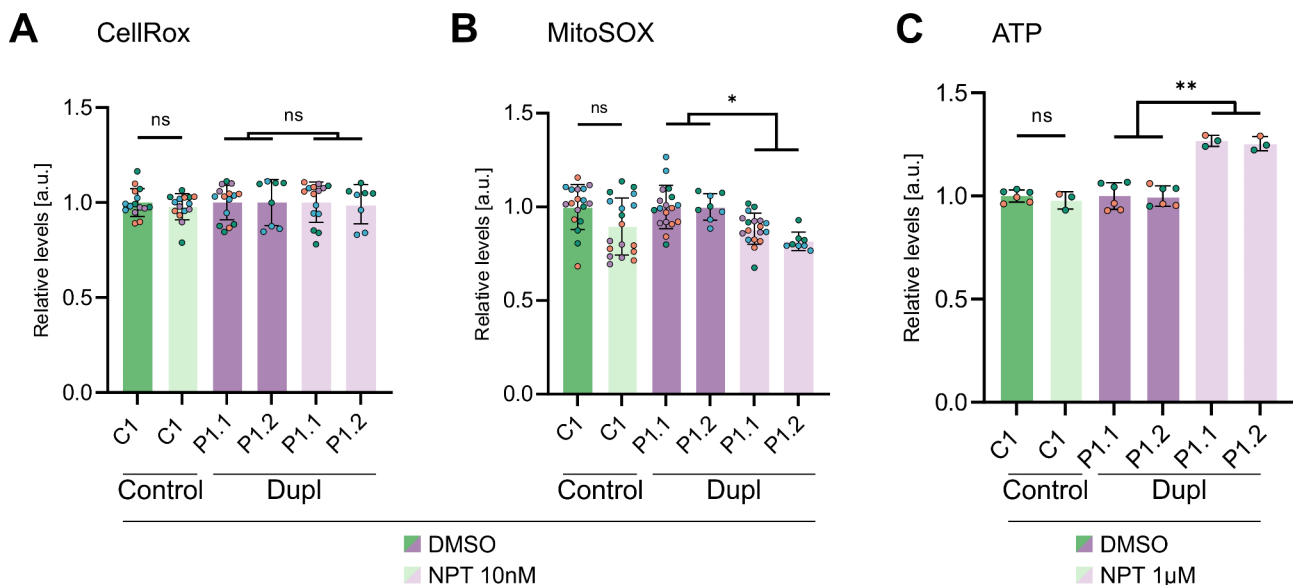 A CellRox
Relative levels [a.u.]
1.5
1.0
0.5
0.0
ns
ns
C1 C1 P1.1 P1.2 P1.1 P1.2
Control Dupl
B MitoSOX
Relative levels [a.u.]
1.5
1.0
0.5
0.0
ns
*
C1 C1 P1.1 P1.2 P1.1 P1.2
Control Dupl
DMSO
NPT 10nM
C ATP
Relative levels [a.u.]
1.5
1.0
0.5
0.0
ns
**
C1 C1 P1.1 P1.2 P1.1 P1.2
Control Dupl
DMSO
NPT 1µM